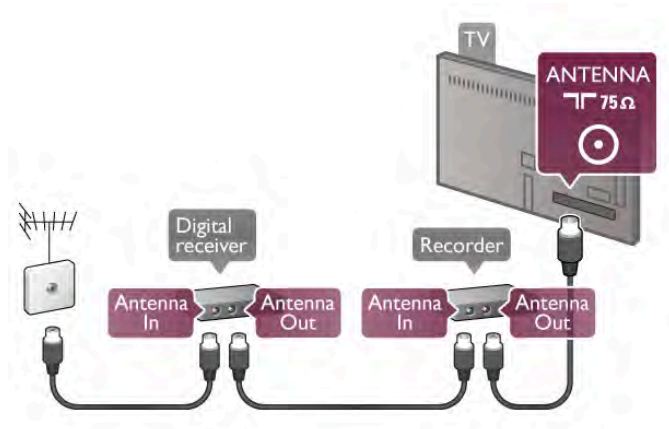 TV
ANTENNA
75Ω
Digital
receiver
Recorder
Antenna
In
Antenna
Out
Antenna
In
Antenna
Out